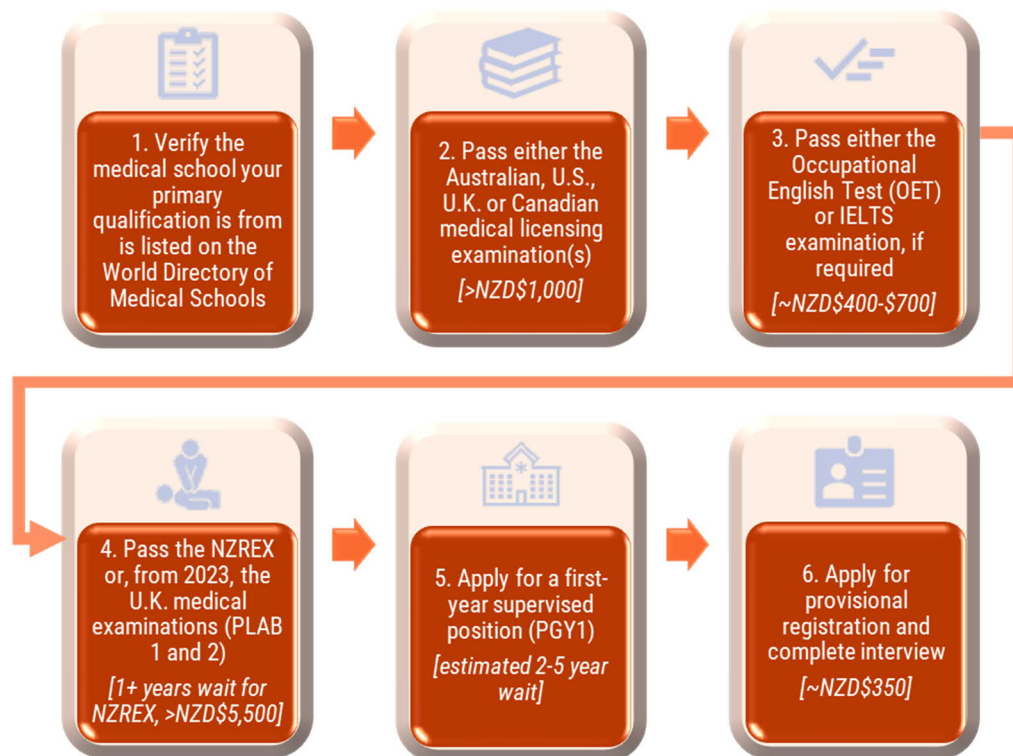 1. Verify the
medical school your
primary
qualification is from
is listed on the
World Directory of
Medical Schools
2. Pass either the
Australian, U.S.,
U.K. or Canadian
medical licensing
examination(s)
[>NZD$1,000]
3. Pass either the
Occupational
English Test (OET)
or IELTS
examination, if
required
[~NZD$400-$700]
4. Pass the NZREX
or, from 2023, the
U.K. medical
examinations (PLAB
1 and 2)
[1+ years wait for
NZREX, >NZD$5,500]
5. Apply for a first-
year supervised
position (PGY1)
[estimated 2-5 year
wait]
6. Apply for
provisional
registration and
complete interview
[~NZD$350]